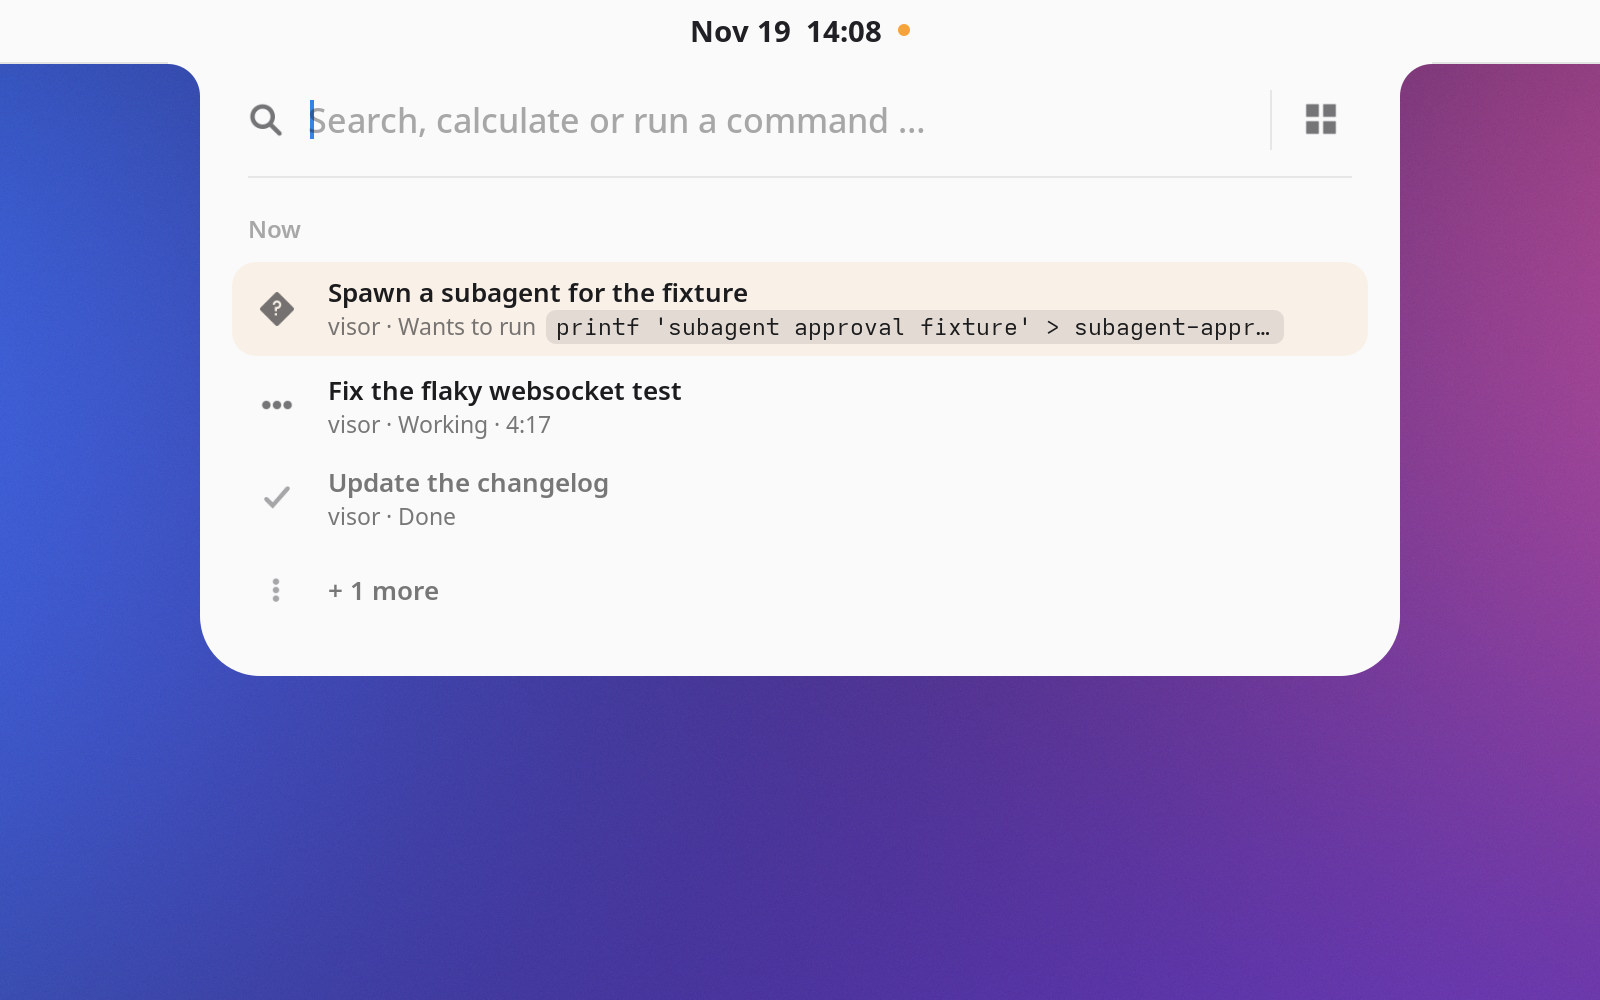 Nov 19 14:08
Search, calculate or run a command ...
Now
Spawn a subagent for the fixture
visor · Wants to run printf 'subagent approval fixture' > subagent-appr…
Fix the flaky websocket test
visor · Working · 4:17
Update the changelog
visor · Done
+ 1 more